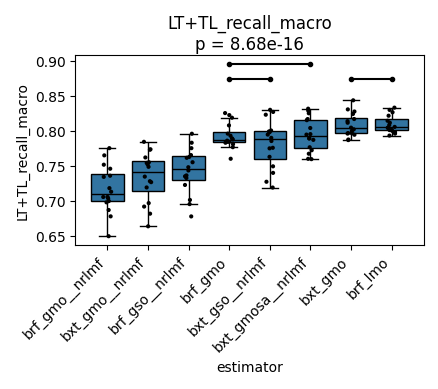 LT+TL_recall_macro
p = 8.68e-16
LT+TL_recall_macro
0.90
0.85
0.80
0.75
0.70
0.65
brf_gmo__nrlmf
bxt_gmo__nrlmf
brf_gso__nrlmf
brf_gmo
bxt_gso__nrlmf
bxt_gmosa__nrlmf
bxt_gmo
brf_lmo
estimator